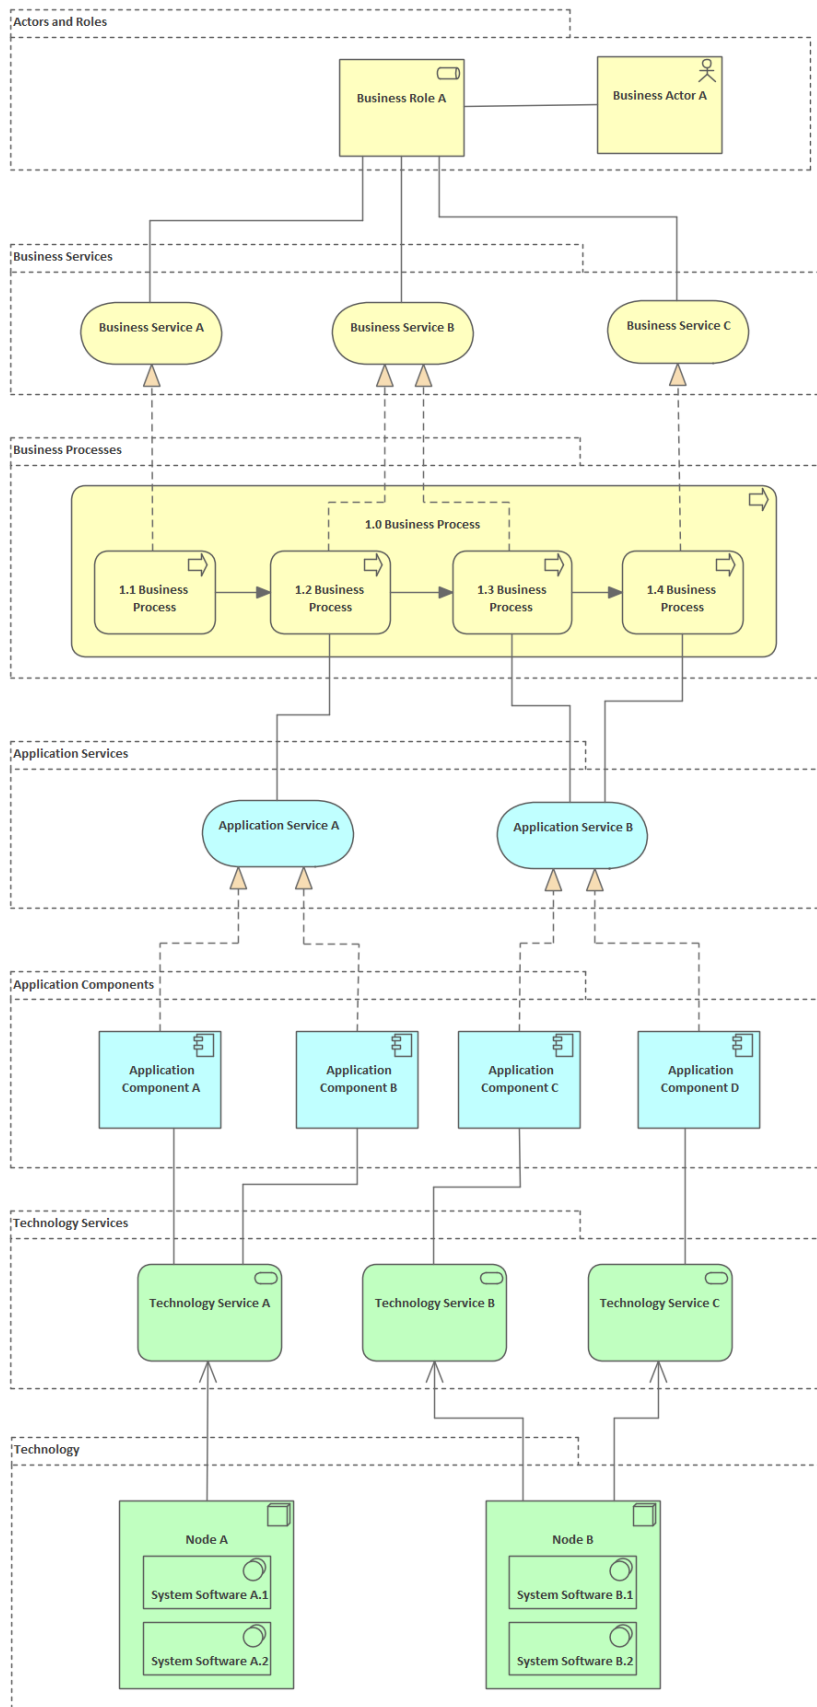 Actors and Roles
Business Role A
Business Actor A
Business Services
Business Service A
Business Service B
Business Service C
Business Processes
1.0 Business Process
1.1 Business
Process
1.2 Business
Process
1.3 Business
Process
1.4 Business
Process
Application Services
Application Service A
Application Service B
Application Components
Application
Component A
Application
Component B
Application
Component C
Application
Component D
Technology Services
Technology Service A
Technology Service B
Technology Service C
Technology
Node A
System Software A.1
System Software A.2
Node B
System Software B.1
System Software B.2